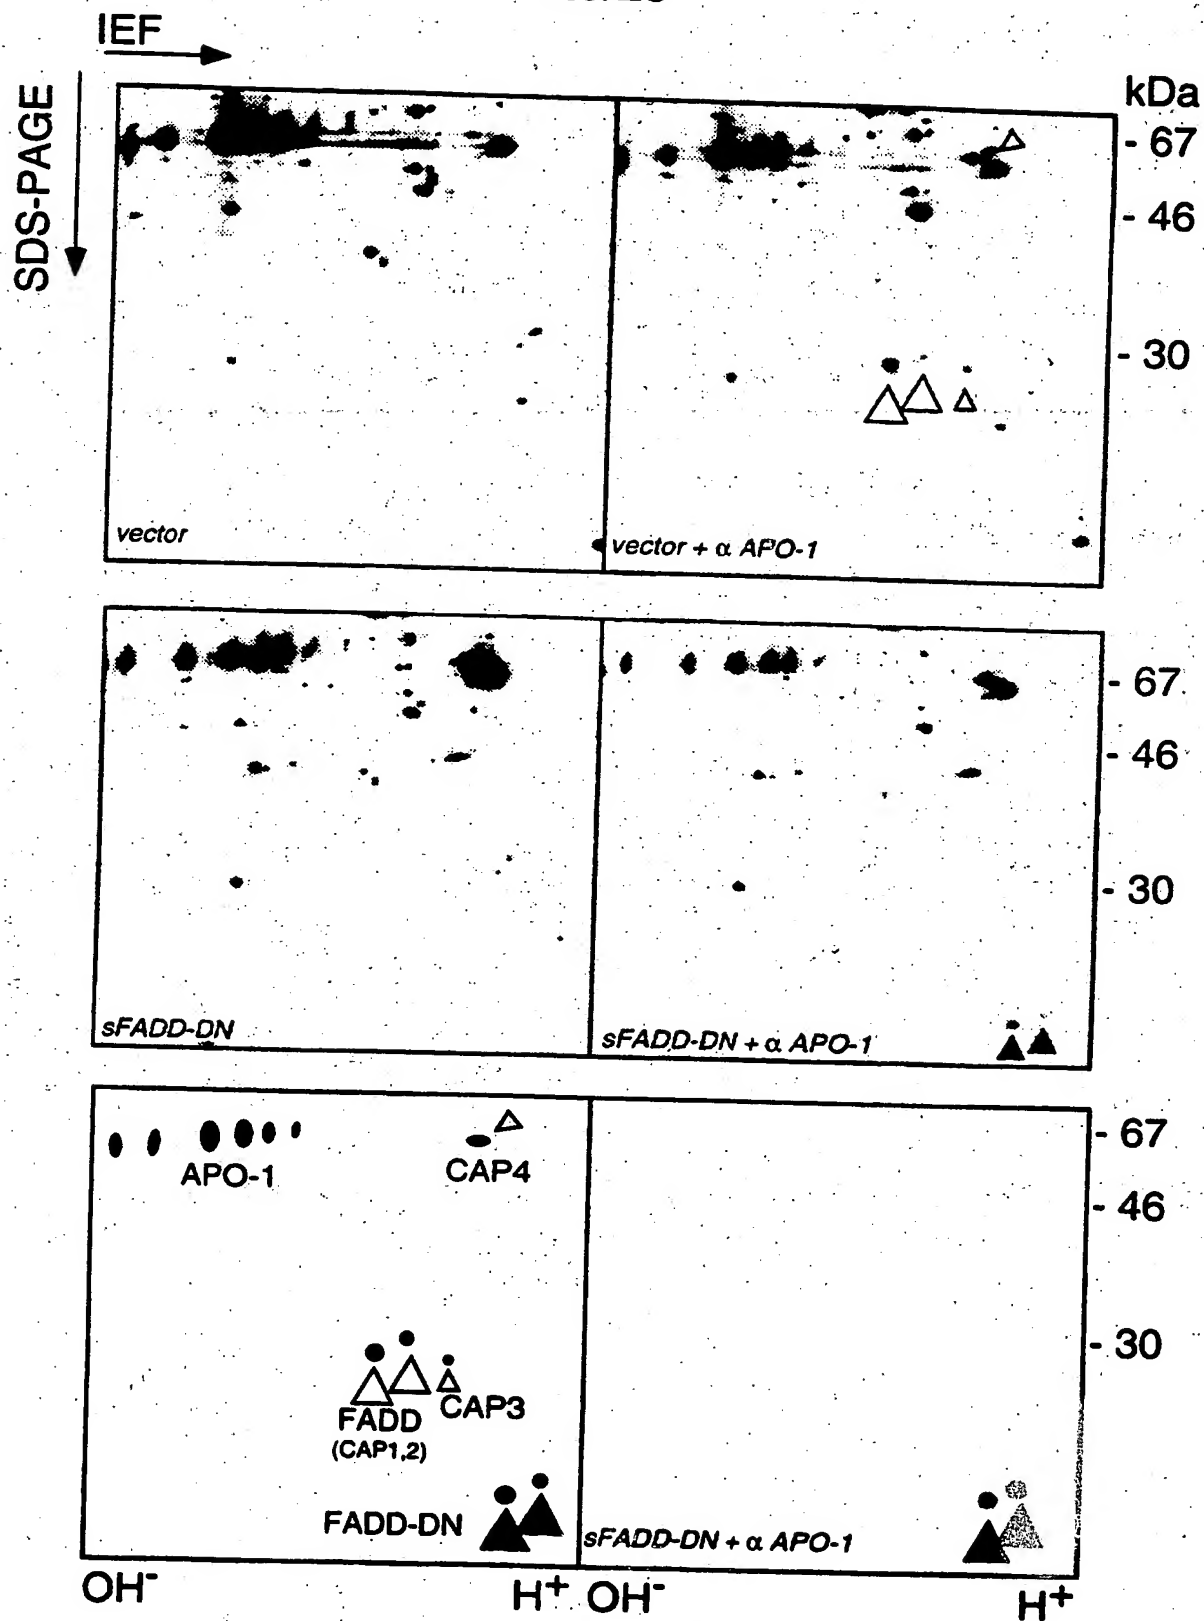 IEF
SDS-PAGE
kDa
- 67
- 46
- 30
vector
vector + α APO-1
- 67
- 46
- 30
sFADD-DN
sFADD-DN + α APO-1
- 67
APO-1
CAP4
- 46
- 30
CAP3
FADD
(CAP1,2)
FADD-DN
sFADD-DN + α APO-1
OH⁻
H⁺
OH⁻
H⁺